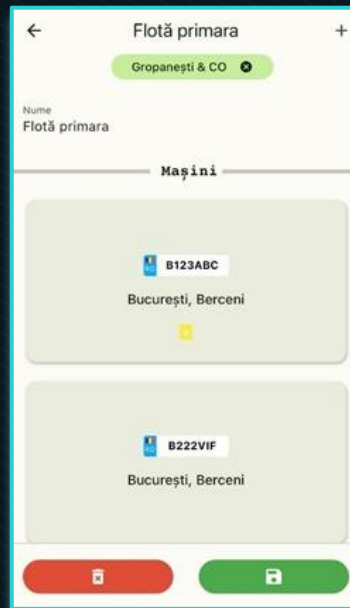 Flotă primara
Gropanești & CO
Nume
Flotă primara
Mașini
B123ABC
București, Berceni
B222VIF
București, Berceni